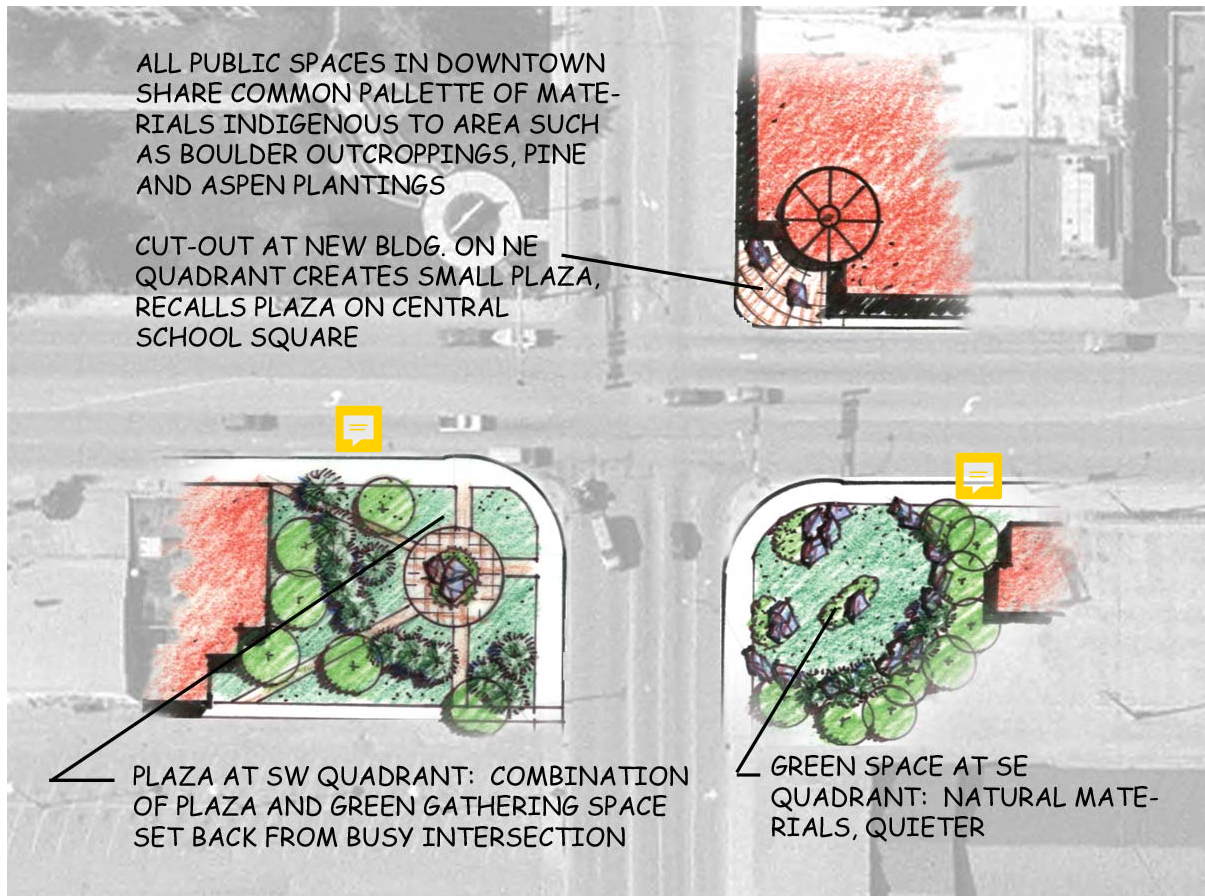 ALL PUBLIC SPACES IN DOWNTOWN
SHARE COMMON PALLETTE OF MATE-
RIALS INDIGENOUS TO AREA SUCH
AS BOULDER OUTCROPPINGS, PINE
AND ASPEN PLANTINGS
CUT-OUT AT NEW BLDG. ON NE
QUADRANT CREATES SMALL PLAZA,
RECALLS PLAZA ON CENTRAL
SCHOOL SQUARE
PLAZA AT SW QUADRANT: COMBINATION
OF PLAZA AND GREEN GATHERING SPACE
SET BACK FROM BUSY INTERSECTION
GREEN SPACE AT SE
QUADRANT: NATURAL MATE-
RIALS, QUIETER